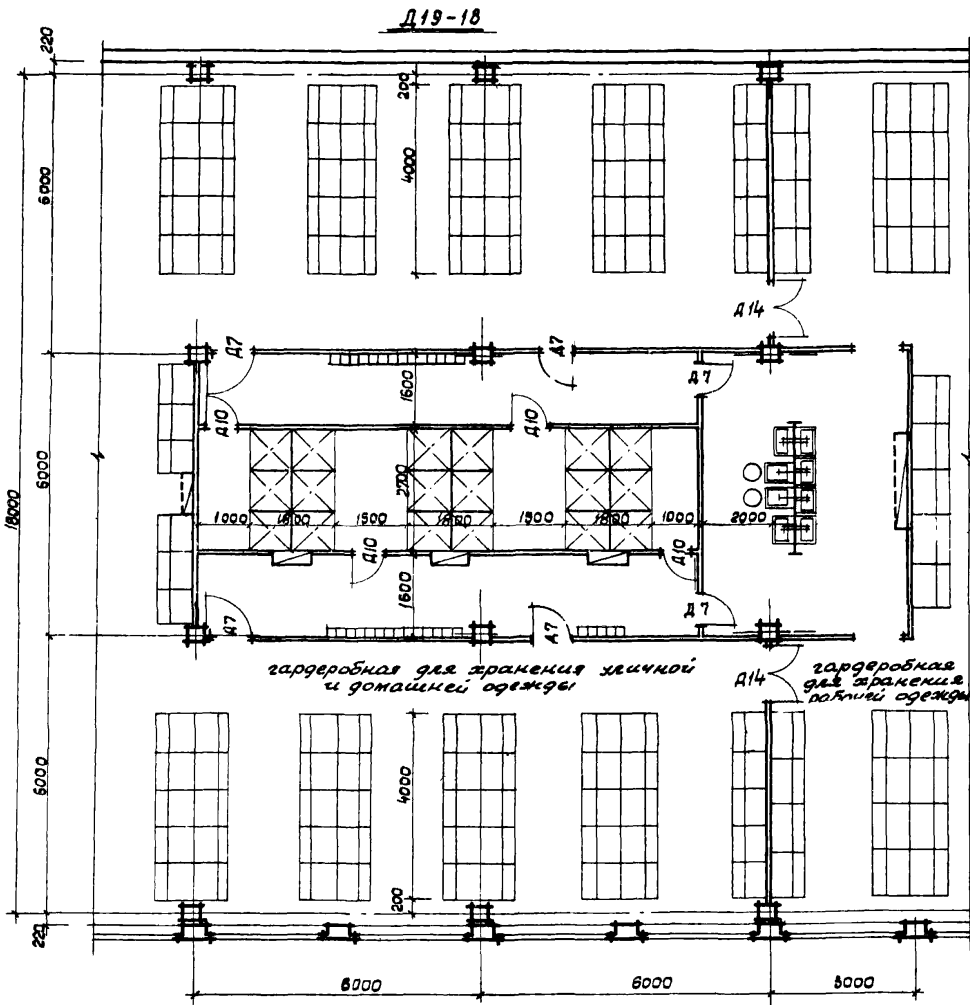 Д19-18
220
200
6000
4000
Д14
Д7
Д7
Д7
1600
Д10
Д10
6000
18000
2700
1000
1800
1500
1800
1500
1800
1000
2000
Д10
Д10
1600
Д7
Д7
Д7
гардеробная для хранения уличной
и домашней одежды
Д14
гардеробная
для хранения
рабочей одежды
6000
4000
200
220
6000
6000
3000